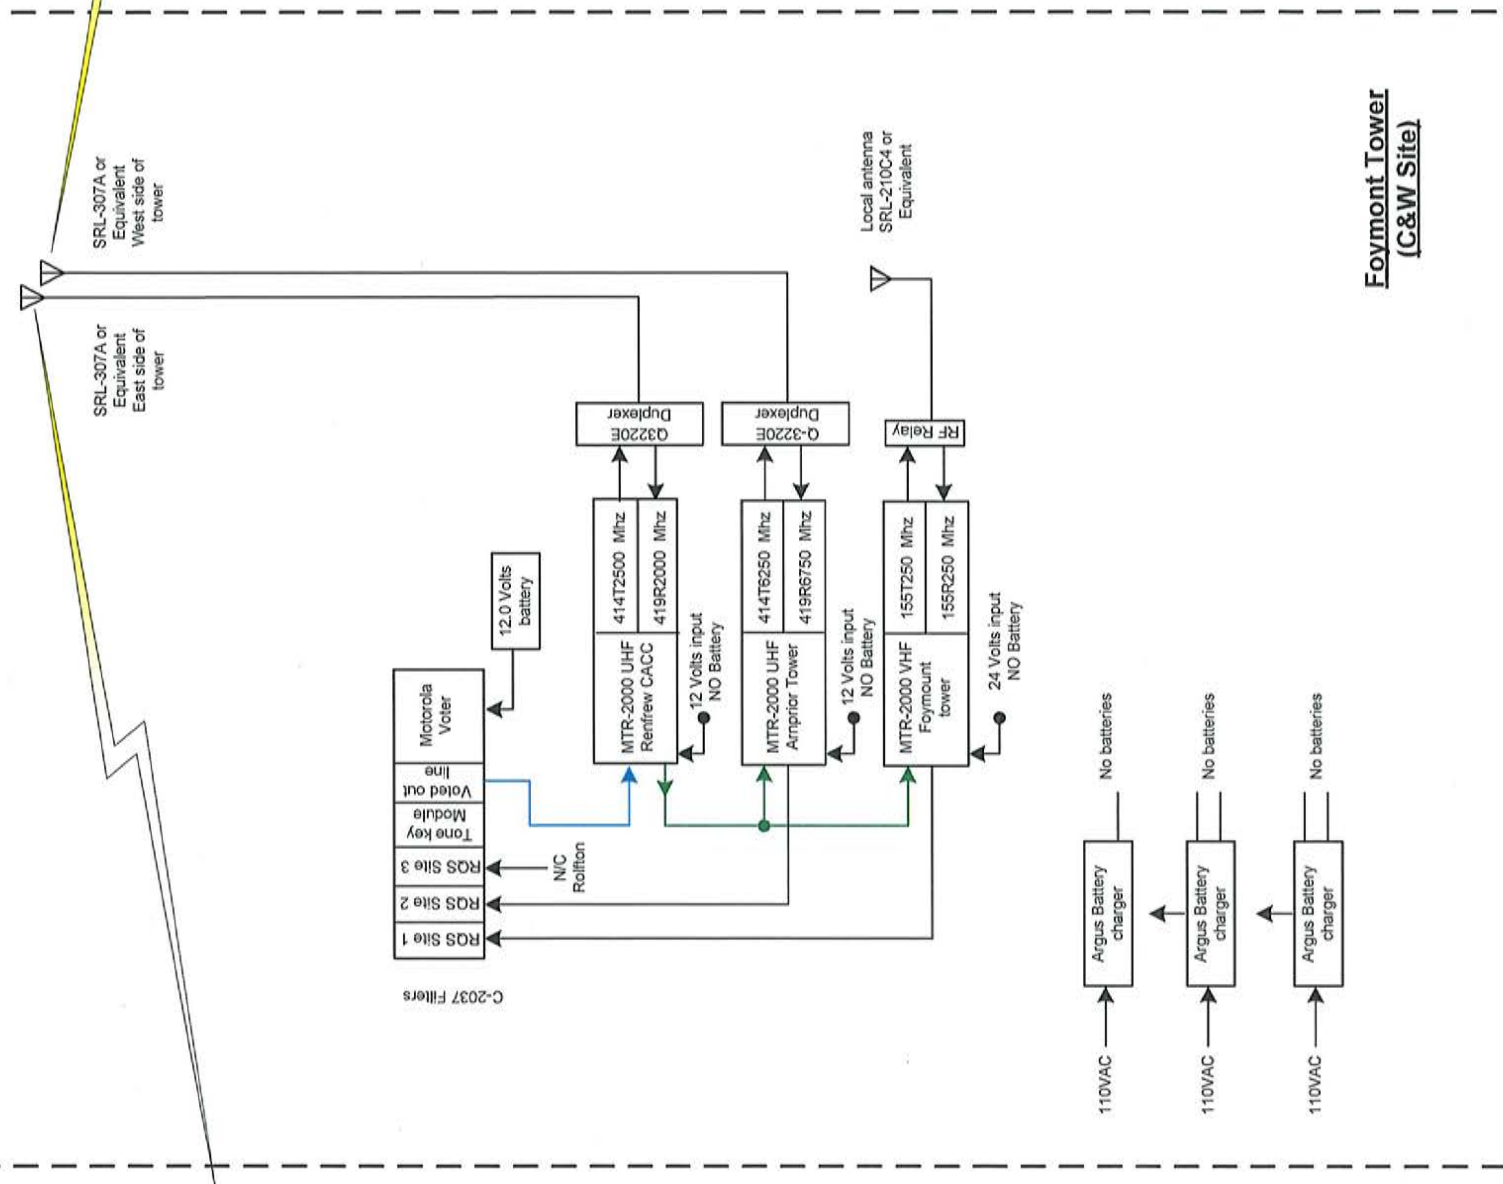 SRL-307A or
Equivalent
East side of
tower
SRL-307A or
Equivalent
West side of
tower
C-2037 Filters
RQS Site 1
RQS Site 2
RQS Site 3
Tone key
Module
Voted out
line
Motorola
Voter
12.0 Volts
battery
N/C
Rolfton
MTR-2000 UHF
Renfrew CACC
414T2500 Mhz
419R2000 Mhz
Q3220E
Duplexer
12 Volts input
NO Battery
MTR-2000 UHF
Arnprior Tower
414T6250 Mhz
419R6750 Mhz
Q-3220E
Duplexer
12 Volts input
NO Battery
MTR-2000 VHF
Foymount
tower
155T250 Mhz
155R250 Mhz
RF Relay
Local antenna
SRL-210C4 or
Equivalent
24 Volts input
NO Battery
110VAC
Argus Battery
charger
No batteries
110VAC
Argus Battery
charger
No batteries
110VAC
Argus Battery
charger
No batteries
Foymont Tower
(C&W Site)